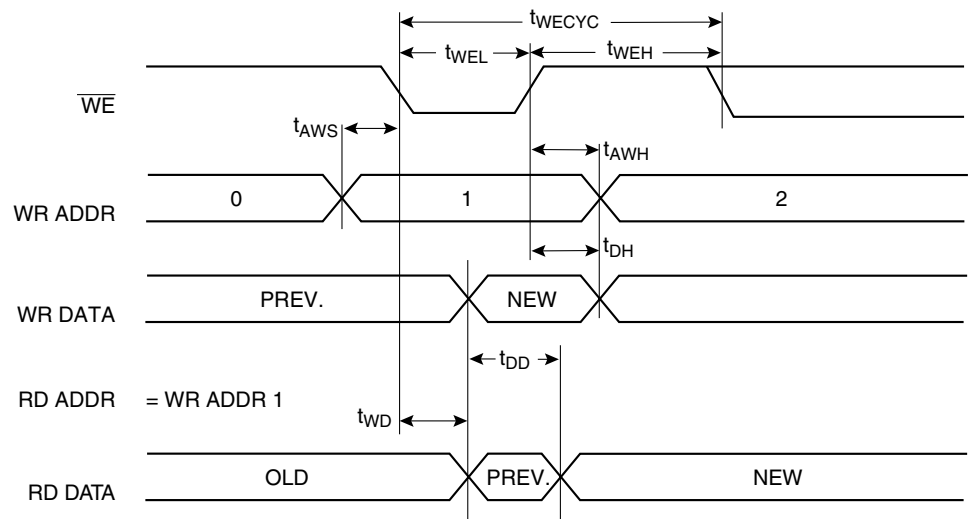 tWECYC
tWEL
tWEH
WE
tAWS
tAWH
WR ADDR
0
1
2
tDH
WR DATA
PREV.
NEW
tDD
RD ADDR = WR ADDR 1
tWD
RD DATA
OLD
PREV.
NEW